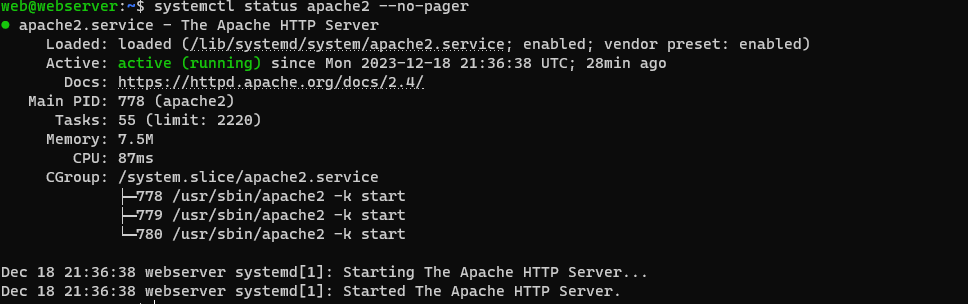 web@webserver:~$ systemctl status apache2 --no-pager
● apache2.service - The Apache HTTP Server
     Loaded: loaded (/lib/systemd/system/apache2.service; enabled; vendor preset: enabled)
     Active: active (running) since Mon 2023-12-18 21:36:38 UTC; 28min ago
       Docs: https://httpd.apache.org/docs/2.4/
   Main PID: 778 (apache2)
      Tasks: 55 (limit: 2220)
     Memory: 7.5M
        CPU: 87ms
     CGroup: /system.slice/apache2.service
             ├─778 /usr/sbin/apache2 -k start
             ├─779 /usr/sbin/apache2 -k start
             └─780 /usr/sbin/apache2 -k start

Dec 18 21:36:38 webserver systemd[1]: Starting The Apache HTTP Server...
Dec 18 21:36:38 webserver systemd[1]: Started The Apache HTTP Server.